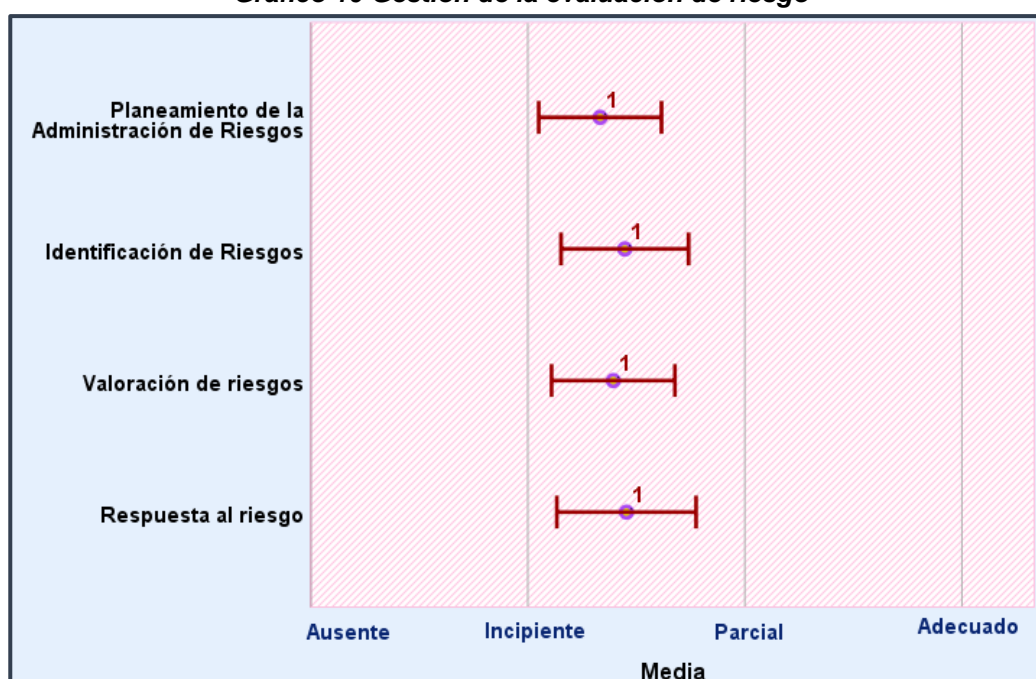 Planeamiento de la
Administración de Riesgos
1
Identificación de Riesgos
1
Valoración de riesgos
1
Respuesta al riesgo
1
Ausente
Incipiente
Parcial
Adecuado
Media